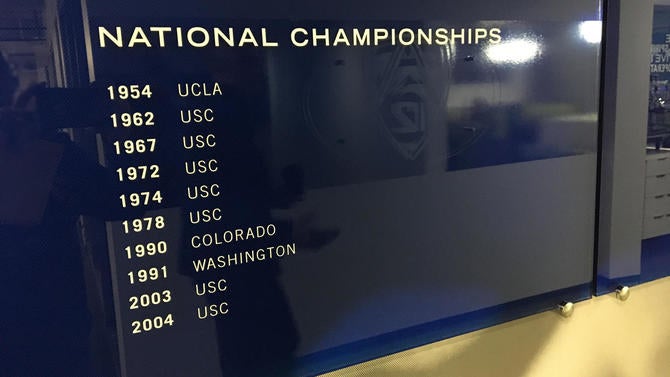 NATIONAL CHAMPIONSHIPS
1954 UCLA
1962 USC
1967 USC
1972 USC
1974 USC
1978 USC
1990 COLORADO
1991 WASHINGTON
2003 USC
2004 USC